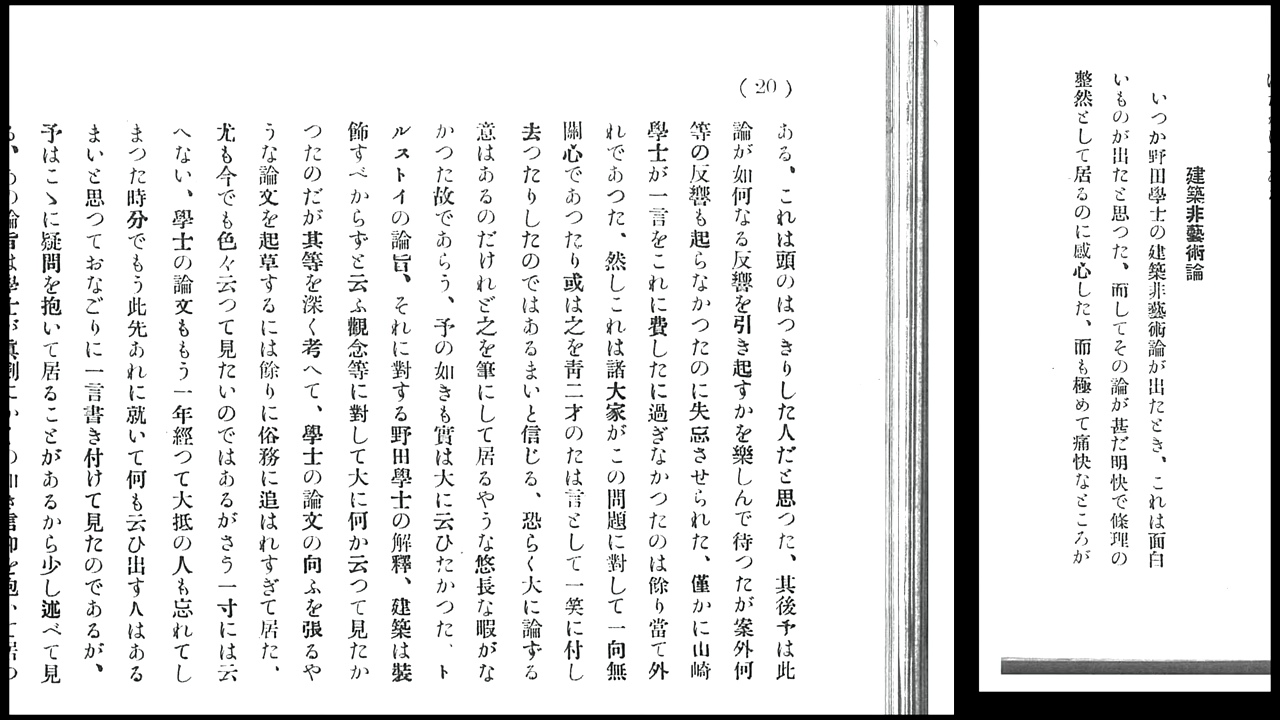 建築非藝術論
いつか野田學士の建築非藝術論が出たとき、これは面白
いものが出たと思つた、而してその論が甚だ明快で條理の
整然として居るのに感心した、而も極めて痛快なところが
(20)
ある、これは頭のはつきりした人だと思つた、其後予は此
論が如何なる反響を引き起すかを樂しんで待つたが案外何
等の反響も起らなかつたのに失忘させられた、僅かに山崎
學士が一言をこれに費したに過ぎなかつたのは餘り當て外
れであつた、然しこれは諸大家がこの問題に對して一向無
關心であつたり或は之を靑二才のたは言として一笑に付し
去つたりしたのではあるまいと信じる、恐らく大に論ずる
意はあるのだけれど之を筆にして居るやうな悠長な暇がな
かつた故であらう、予の如きも實は大に云ひたかつた、ト
ルストイの論旨、それに對する野田學士の解釋、建築は裝
飾すべからずと云ふ觀念等に對して大に何か云つて見たか
つたのだが其等を深く考へて、學士の論文の向ふを張るや
うな論文を起草するには餘りに俗務に追はれすぎて居た、
尤も今でも色々云つて見たいのではあるがさう一寸には云
へない、學士の論文ももう一年經つて大抵の人も忘れてし
まつた時分でもう此先あれに就いて何も云ひ出す人はある
まいと思つておなごりに一言書き付けて見たのであるが、
予はこゝに疑問を抱いて居ることがあるから少し述べて見